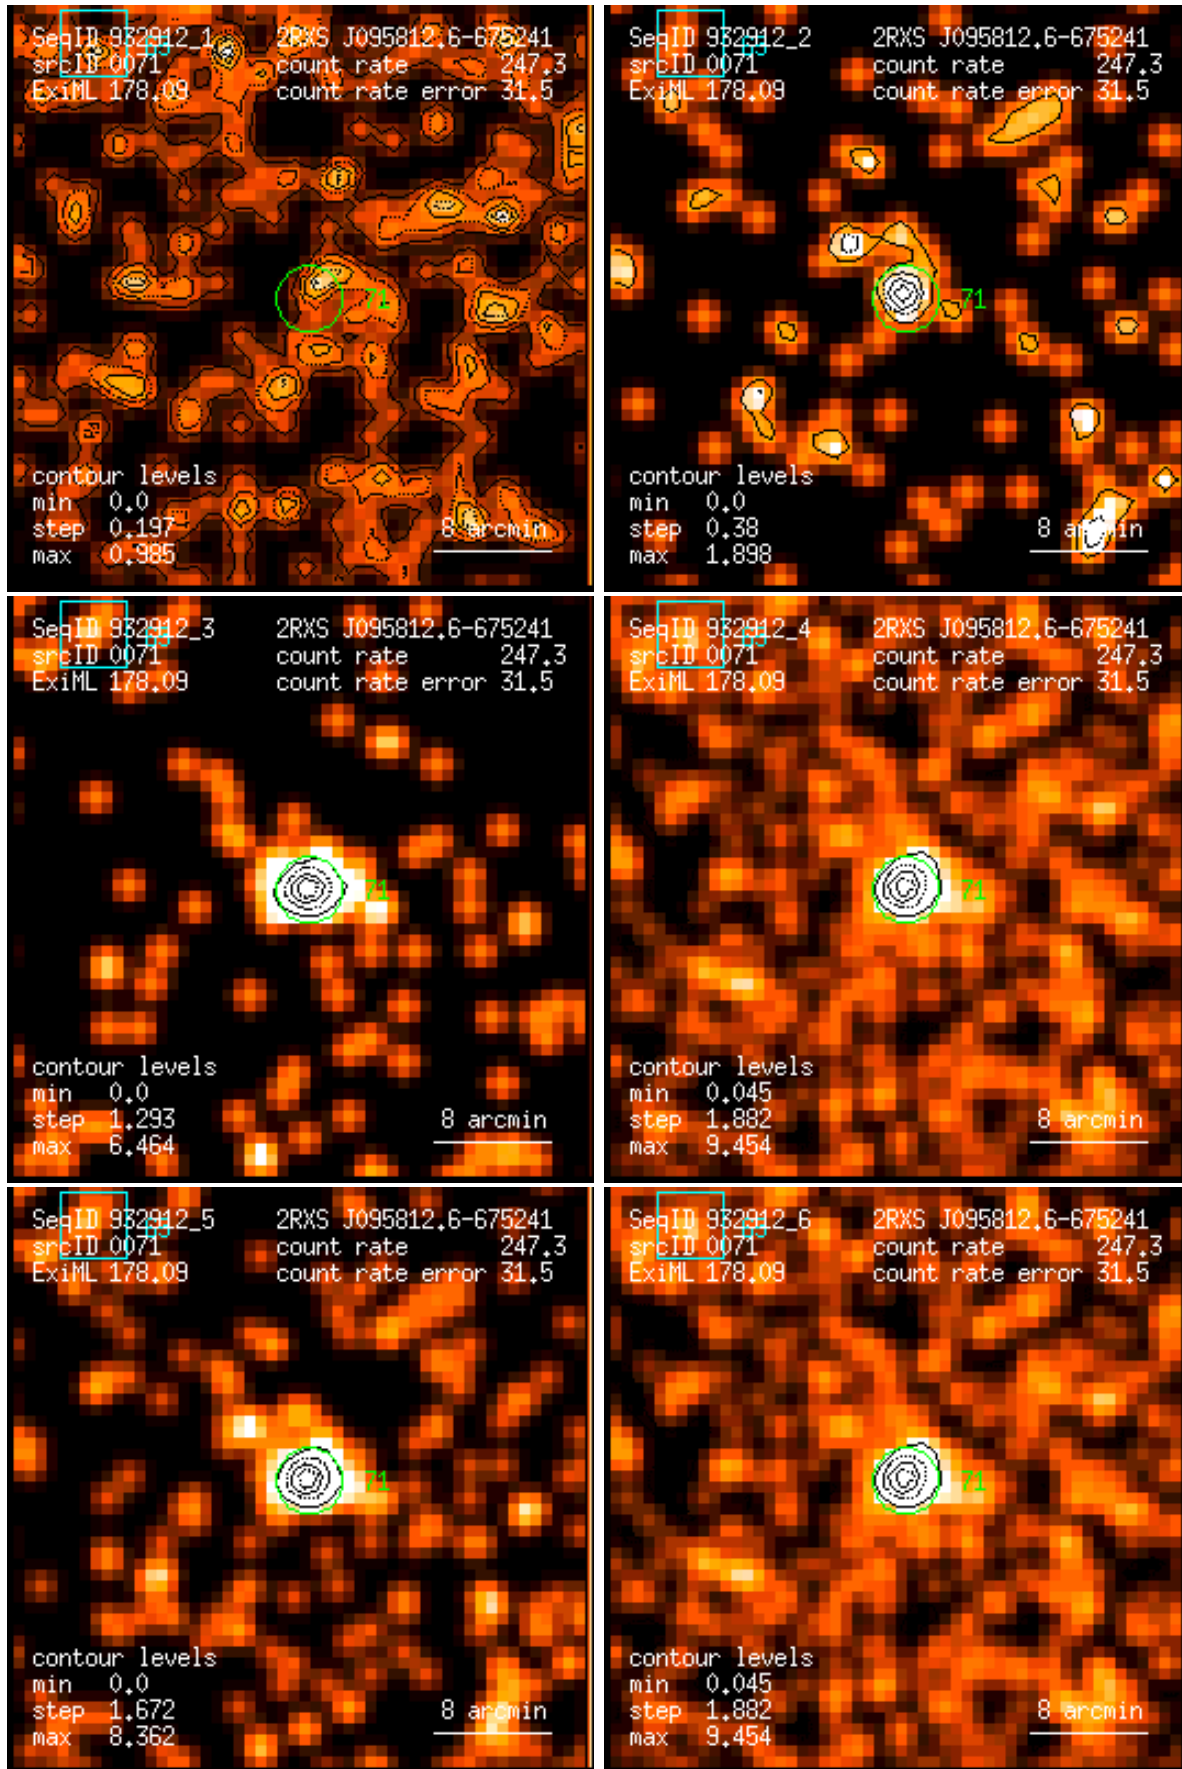 SeqID 932912_1 2RXS J095812.6-675241
srcID 0071 count rate 247.3
ExiML 178.09 count rate error 31.5
71
contour levels
min 0.0
step 0.197
max 0.985
8 arcmin
SeqID 932912_2 2RXS J095812.6-675241
srcID 0071 count rate 247.3
ExiML 178.09 count rate error 31.5
71
contour levels
min 0.0
step 0.38
max 1.898
8 arcmin
SeqID 932912_3 2RXS J095812.6-675241
srcID 0071 count rate 247.3
ExiML 178.09 count rate error 31.5
71
contour levels
min 0.0
step 1.293
max 6.464
8 arcmin
SeqID 932912_4 2RXS J095812.6-675241
srcID 0071 count rate 247.3
ExiML 178.09 count rate error 31.5
71
contour levels
min 0.045
step 1.882
max 9.454
8 arcmin
SeqID 932912_5 2RXS J095812.6-675241
srcID 0071 count rate 247.3
ExiML 178.09 count rate error 31.5
71
contour levels
min 0.0
step 1.672
max 8.362
8 arcmin
SeqID 932912_6 2RXS J095812.6-675241
srcID 0071 count rate 247.3
ExiML 178.09 count rate error 31.5
71
contour levels
min 0.045
step 1.882
max 9.454
8 arcmin